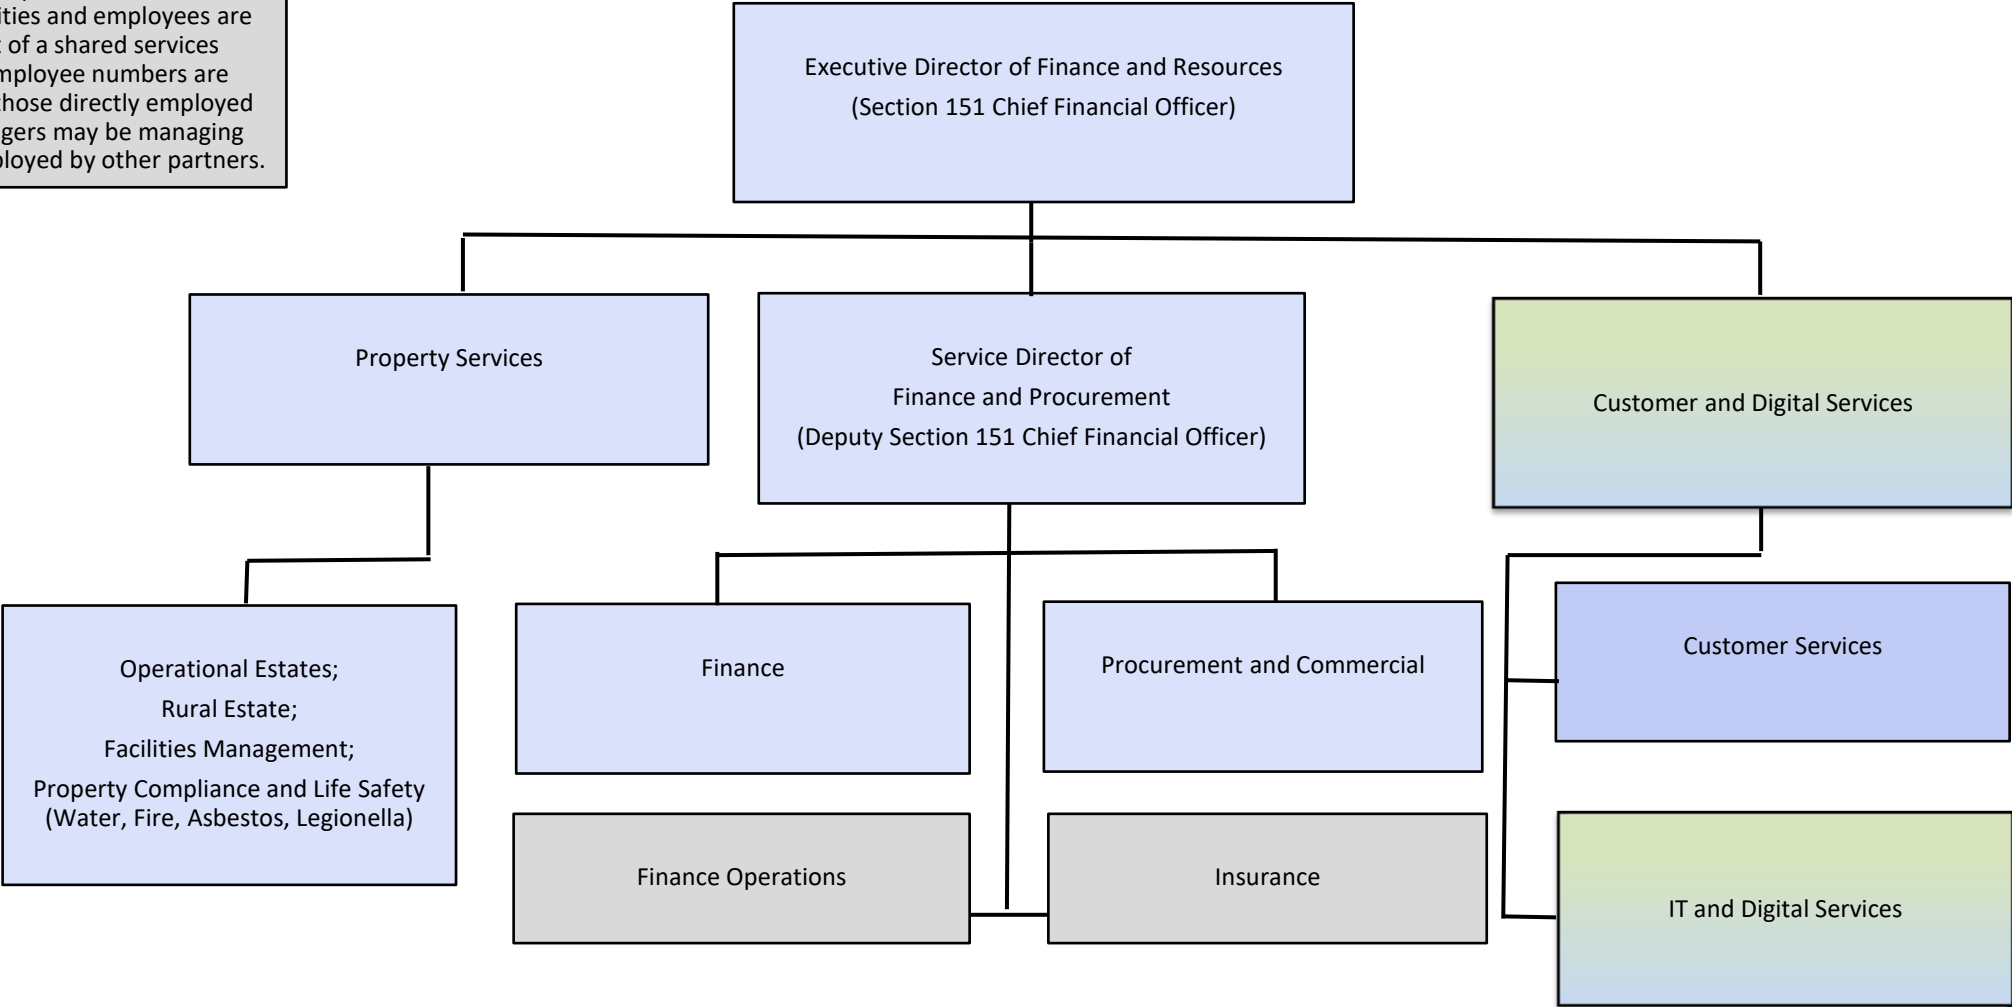 ities and employees are
of a shared services
mployee numbers are
those directly employed
gers may be managing
ployed by other partners.
Executive Director of Finance and Resources
(Section 151 Chief Financial Officer)
Property Services
Service Director of
Finance and Procurement
(Deputy Section 151 Chief Financial Officer)
Customer and Digital Services
Operational Estates;
Rural Estate;
Facilities Management;
Property Compliance and Life Safety
(Water, Fire, Asbestos, Legionella)
Finance
Procurement and Commercial
Customer Services
Finance Operations
Insurance
IT and Digital Services